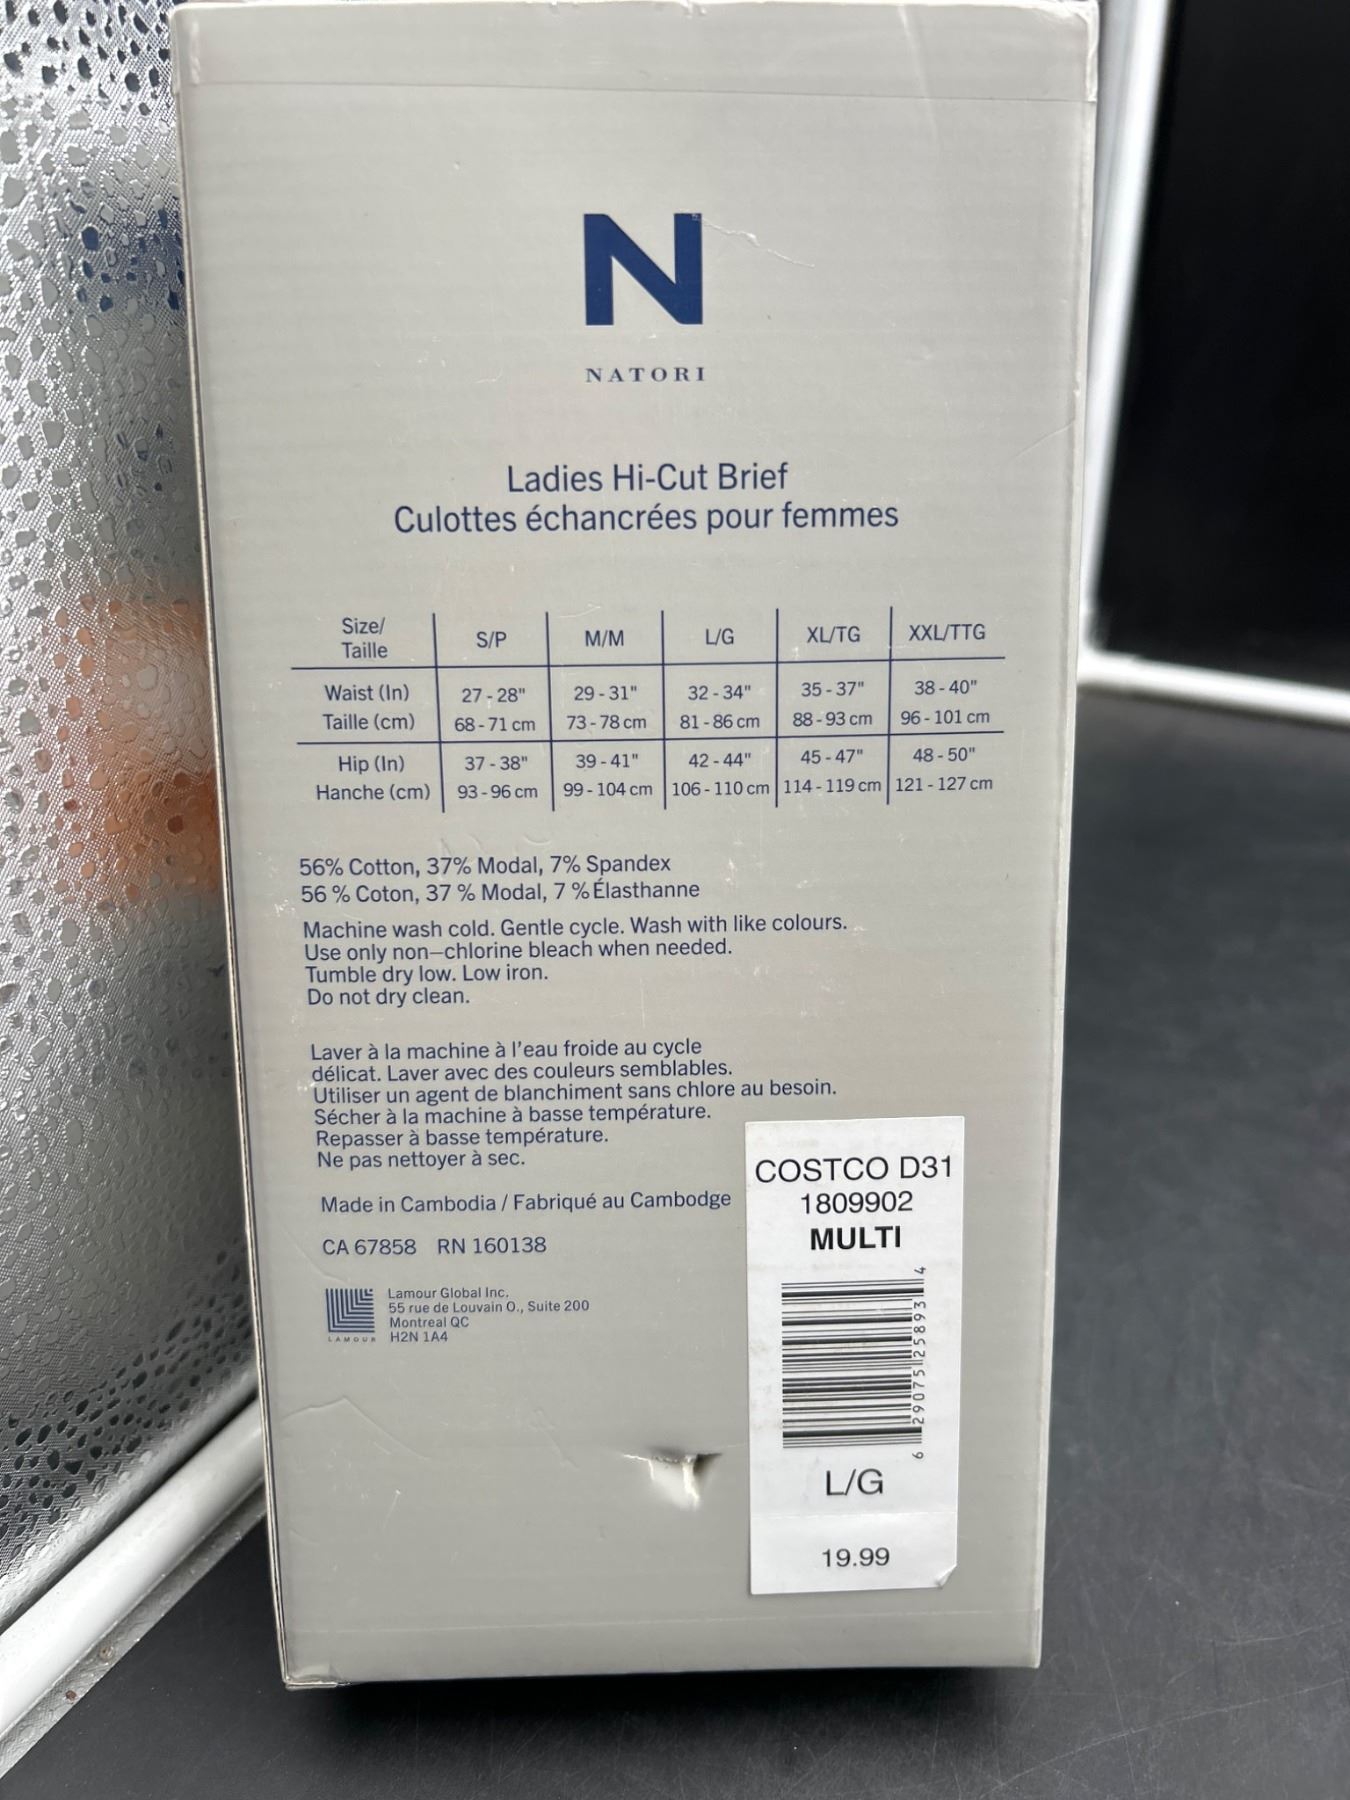 N
NATORI
Ladies Hi-Cut Brief
Culottes échancrées pour femmes
Size/ Taille S/P M/M L/G XL/TG XXL/TTG
Waist (In) 27 - 28" 29 - 31" 32 - 34" 35 - 37" 38 - 40"
Taille (cm) 68 - 71 cm 73 - 78 cm 81 - 86 cm 88 - 93 cm 96 - 101 cm
Hip (In) 37 - 38" 39 - 41" 42 - 44" 45 - 47" 48 - 50"
Hanche (cm) 93 - 96 cm 99 - 104 cm 106 - 110 cm 114 - 119 cm 121 - 127 cm
56% Cotton, 37% Modal, 7% Spandex
56 % Coton, 37 % Modal, 7 % Élasthanne
Machine wash cold. Gentle cycle. Wash with like colours.
Use only non–chlorine bleach when needed.
Tumble dry low. Low iron.
Do not dry clean.
Laver à la machine à l'eau froide au cycle
délicat. Laver avec des couleurs semblables.
Utiliser un agent de blanchiment sans chlore au besoin.
Sécher à la machine à basse température.
Repasser à basse température.
Ne pas nettoyer à sec.
Made in Cambodia / Fabriqué au Cambodge
CA 67858 RN 160138
LAMOUR
Lamour Global Inc.
55 rue de Louvain O., Suite 200
Montreal QC
H2N 1A4
COSTCO D31
1809902
MULTI
6 29075 25893 4
L/G
19.99